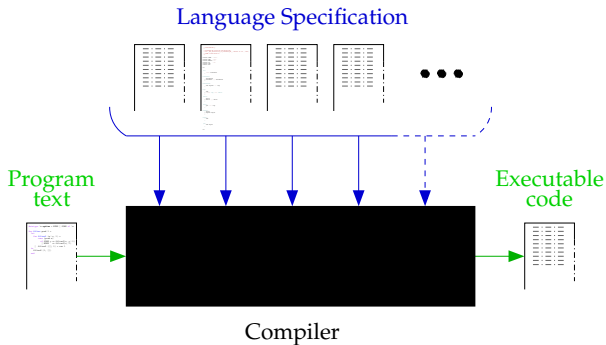 Language Specification
Program
text
Executable
code
Compiler